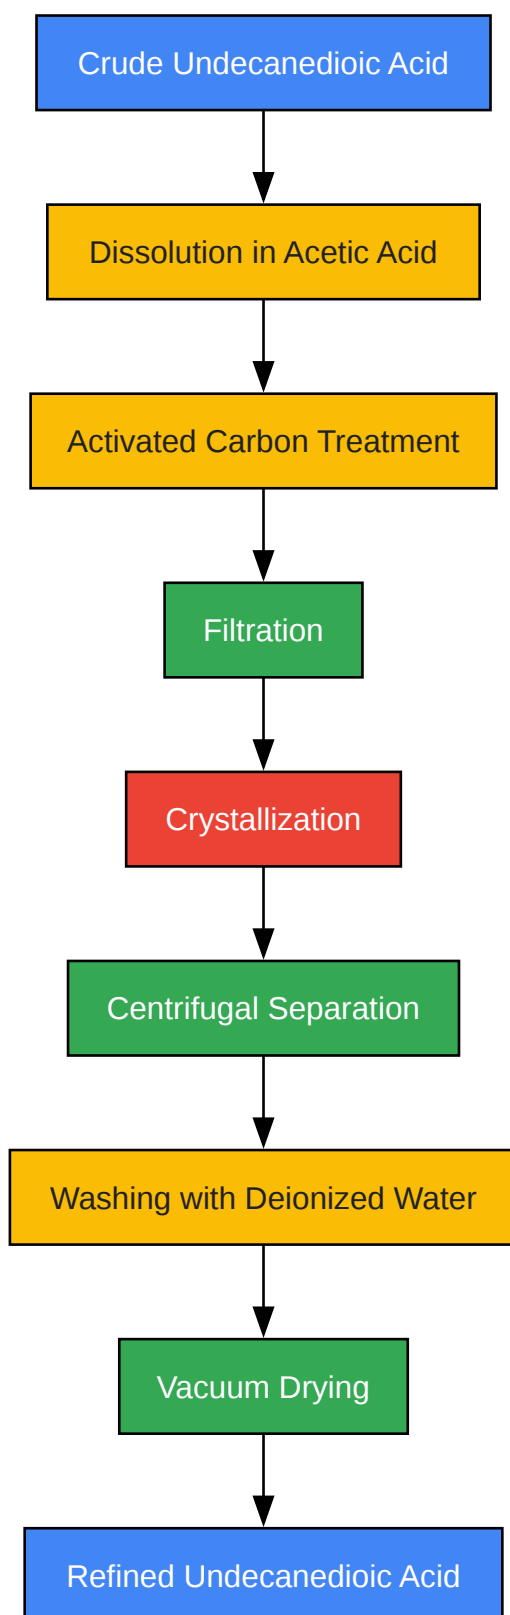 Crude Undecanedioic Acid
Dissolution in Acetic Acid
Activated Carbon Treatment
Filtration
Crystallization
Centrifugal Separation
Washing with Deionized Water
Vacuum Drying
Refined Undecanedioic Acid